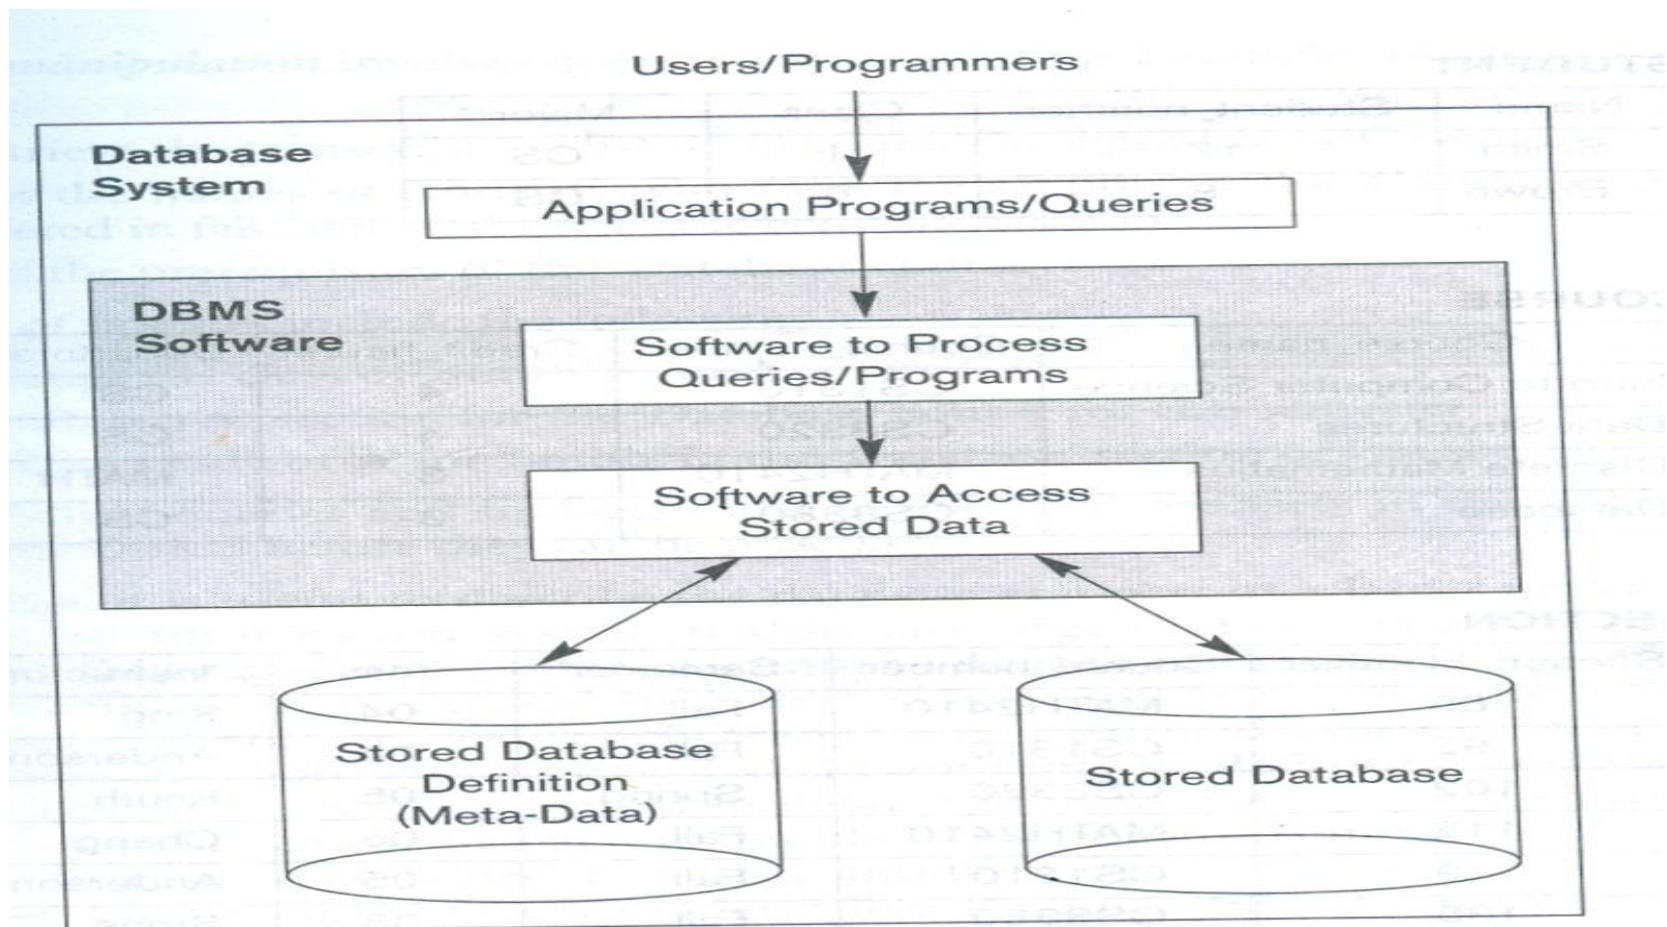 Users/Programmers
Database
System
Application Programs/Queries
DBMS
Software
Software to Process
Queries/Programs
Software to Access
Stored Data
Stored Database
Definition
(Meta-Data)
Stored Database